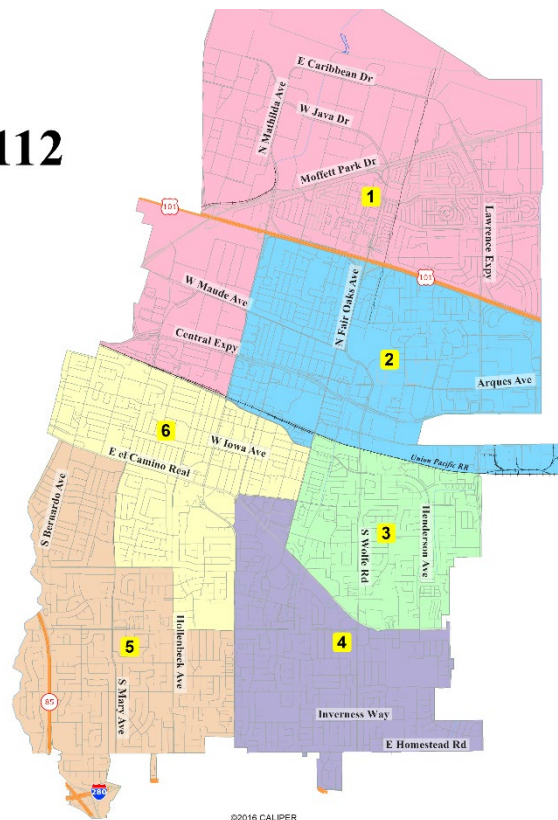 112
E Caribbean Dr
N Mathilda Ave
W Java Dr
Moffett Park Dr
1
Lawrence Expy
101
101
W Maude Ave
N Fair Oaks Ave
Central Expy
2
Arques Ave
6
W Iowa Ave
E el Camino Real
Union Pacific RR
S Bernardo Ave
3
S Wolfe Rd
Henderson Ave
5
Hollenbeck Ave
4
S Mary Ave
85
Inverness Way
E Homestead Rd
280
©2016 CALIPER